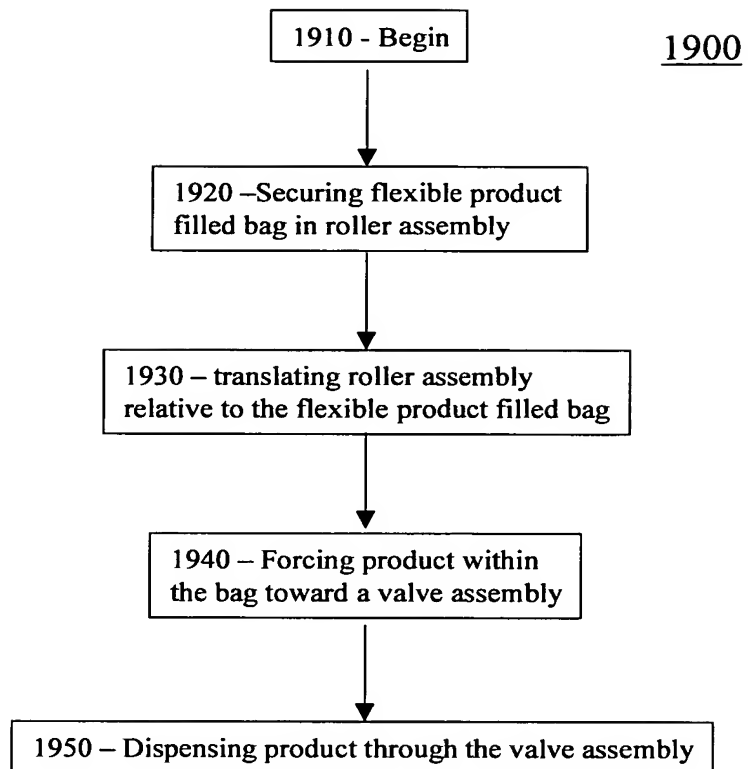 1910 - Begin
1900
1920 –Securing flexible product
filled bag in roller assembly
1930 – translating roller assembly
relative to the flexible product filled bag
1940 – Forcing product within
the bag toward a valve assembly
1950 – Dispensing product through the valve assembly